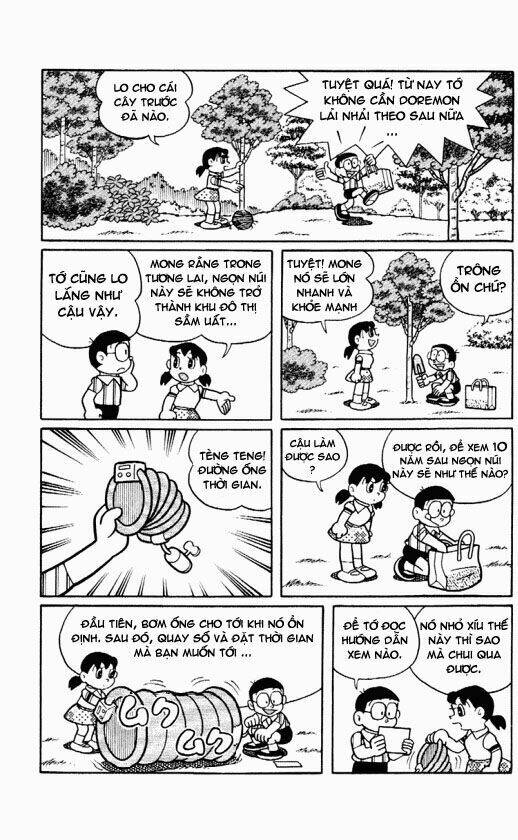 TUYỆT QUÁ! TỪ NAY TỚ
KHÔNG CẦN DOREMON
LẢI NHẢI THEO SAU NỮA
...
LO CHO CÁI
CÂY TRƯỚC
ĐÃ NÀO.
TRÔNG
ỔN CHỨ?
TUYỆT! MONG
NÓ SẼ LỚN
NHANH VÀ
KHỎE MẠNH
MONG RẰNG TRONG
TƯƠNG LAI, NGỌN NÚI
NÀY SẼ KHÔNG TRỞ
THÀNH KHU ĐÔ THỊ
SẦM UẤT...
TỚ CŨNG LO
LẮNG NHƯ
CẬU VẬY.
ĐƯỢC RỒI, ĐỂ XEM 10
NĂM SAU NGỌN NÚI
NÀY SẼ NHƯ THẾ NÀO?
CẬU LÀM
ĐƯỢC SAO
?
TÈNG TENG!
ĐƯỜNG ỐNG
THỜI GIAN.
NÓ NHỎ XÍU THẾ
NÀY THÌ SAO
MÀ CHUI QUA
ĐƯỢC.
ĐỂ TỚ ĐỌC
HƯỚNG DẪN
XEM NÀO.
ĐẦU TIÊN, BƠM ỐNG CHO TỚI KHI NÓ ỔN
ĐỊNH. SAU ĐÓ, QUAY SỐ VÀ ĐẶT THỜI GIAN
MÀ BẠN MUỐN TỚI ...
ムク
ムク